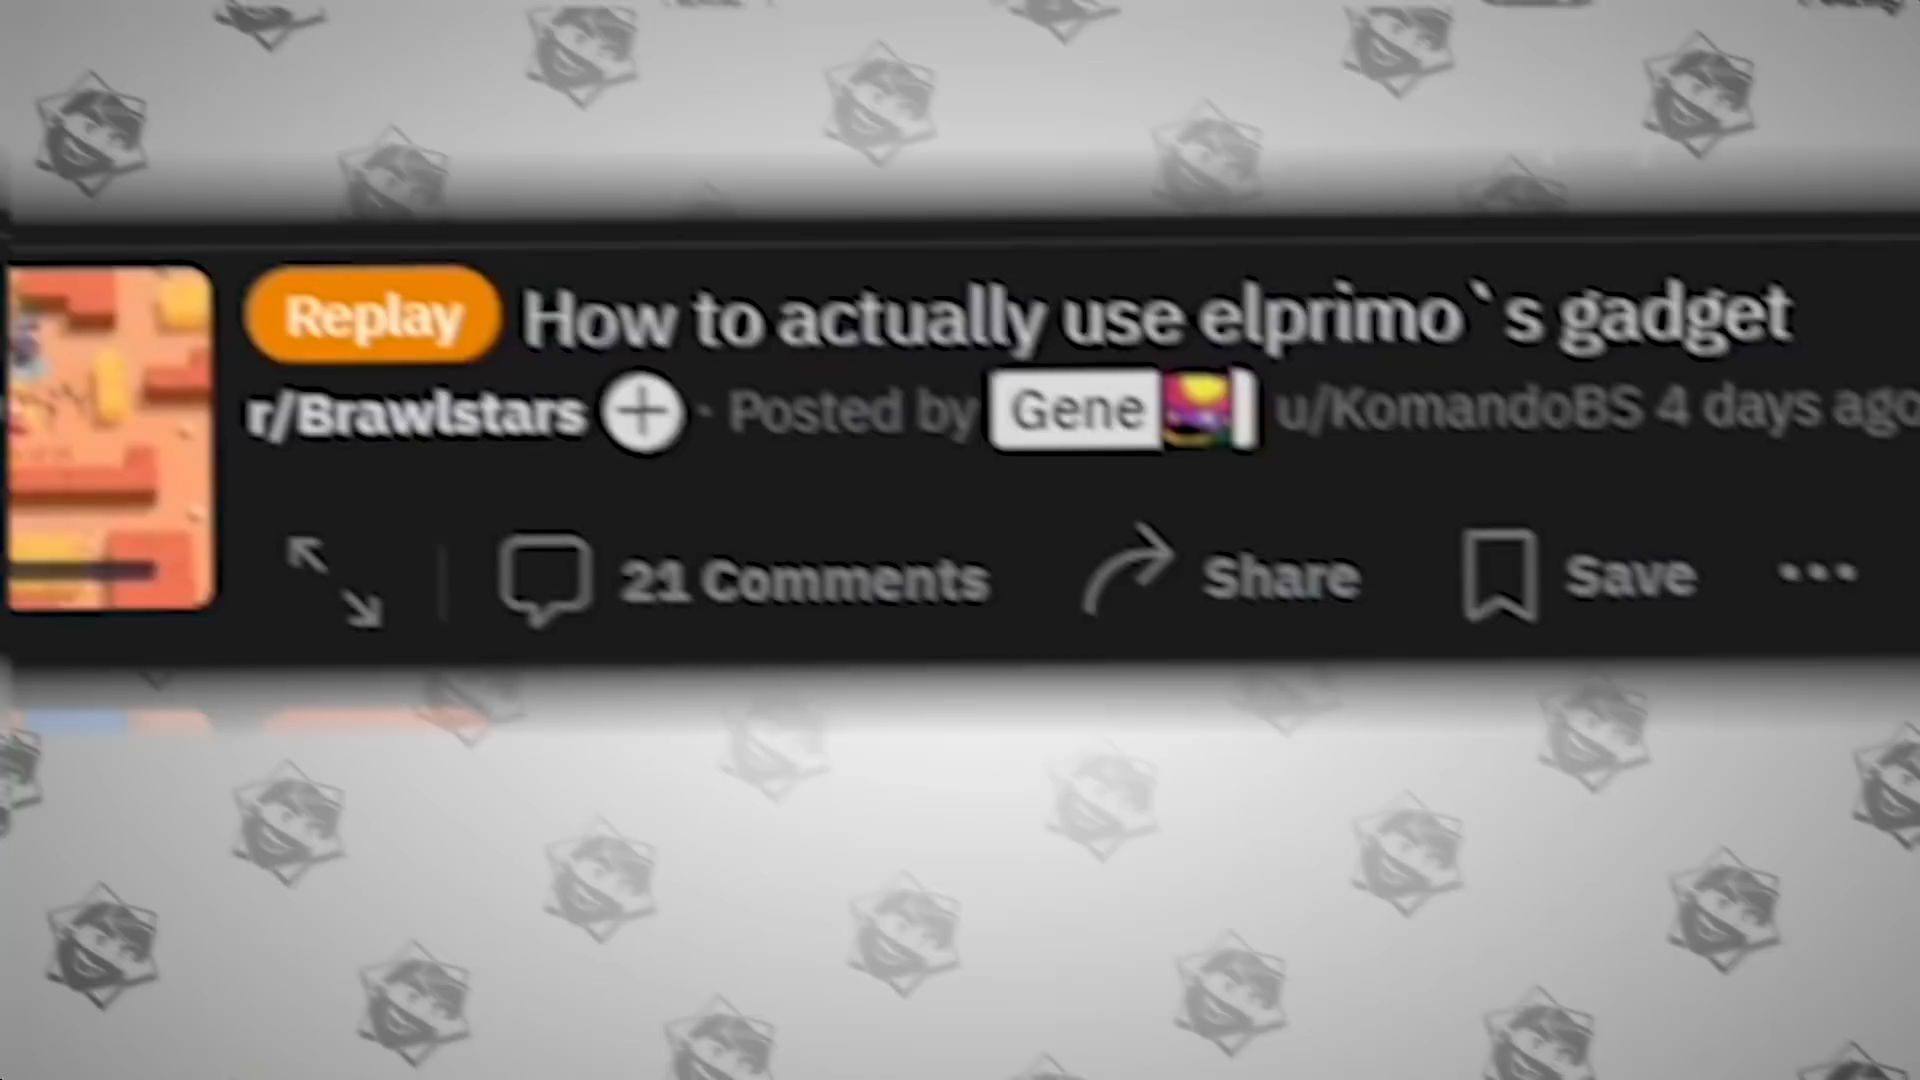 Replay How to actually use elprimo`s gadget
r/Brawlstars · Posted by Gene u/KomandoBS 4 days ago
21 Comments Share Save ...